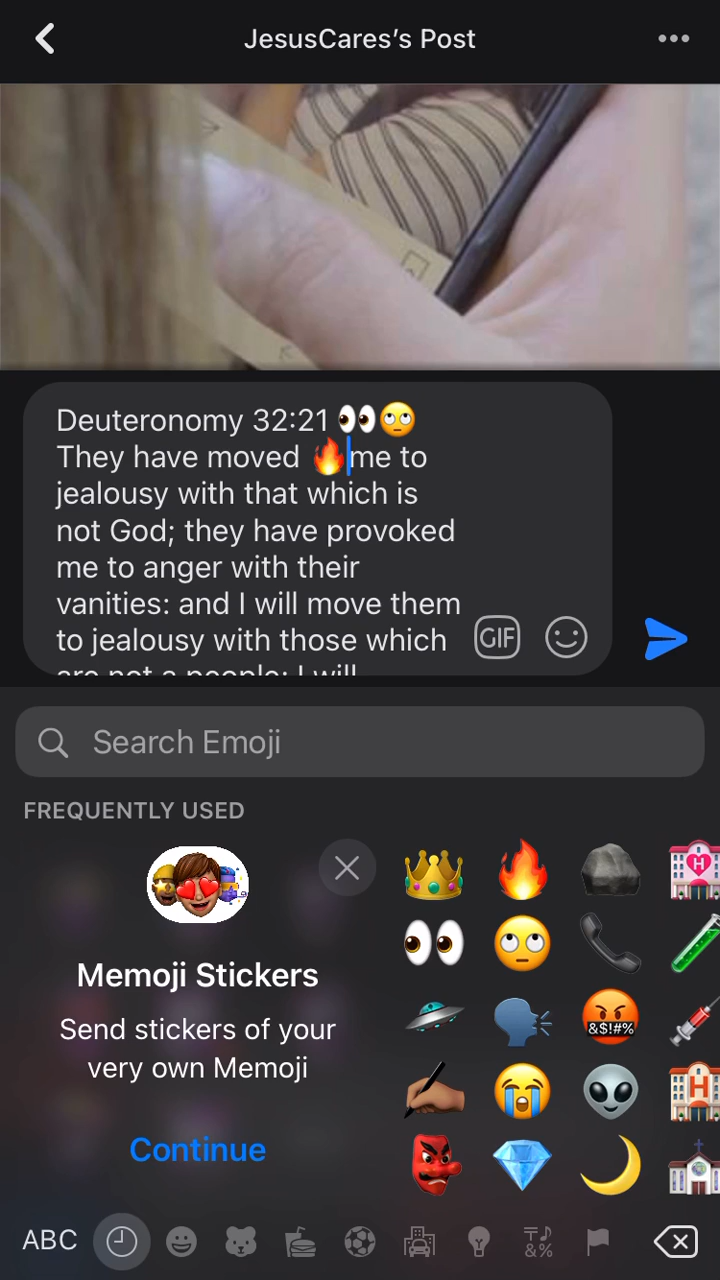 JesusCares's Post
Deuteronomy 32:21 👀🙄
They have moved 🔥me to
jealousy with that which is
not God; they have provoked
me to anger with their
vanities: and I will move them
to jealousy with those which
are not a people: I will
GIF
Search Emoji
FREQUENTLY USED
Memoji Stickers
Send stickers of your
very own Memoji
Continue
ABC